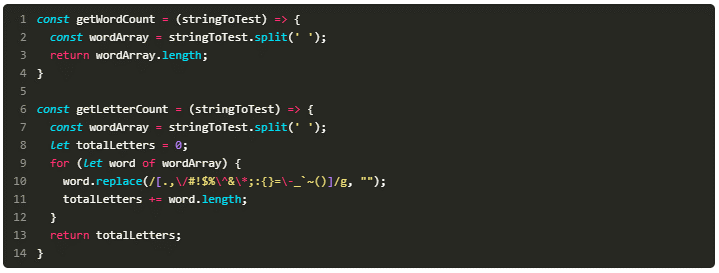 1 const getWordCount = (stringToTest) => {
2   const wordArray = stringToTest.split(' ');
3   return wordArray.length;
4 }
5
6 const getLetterCount = (stringToTest) => {
7   const wordArray = stringToTest.split(' ');
8   let totalLetters = 0;
9   for (let word of wordArray) {
10     word.replace(/[.,\/#!$%\^&\*;:{}=\-_`~()]/g, "");
11     totalLetters += word.length;
12   }
13   return totalLetters;
14 }